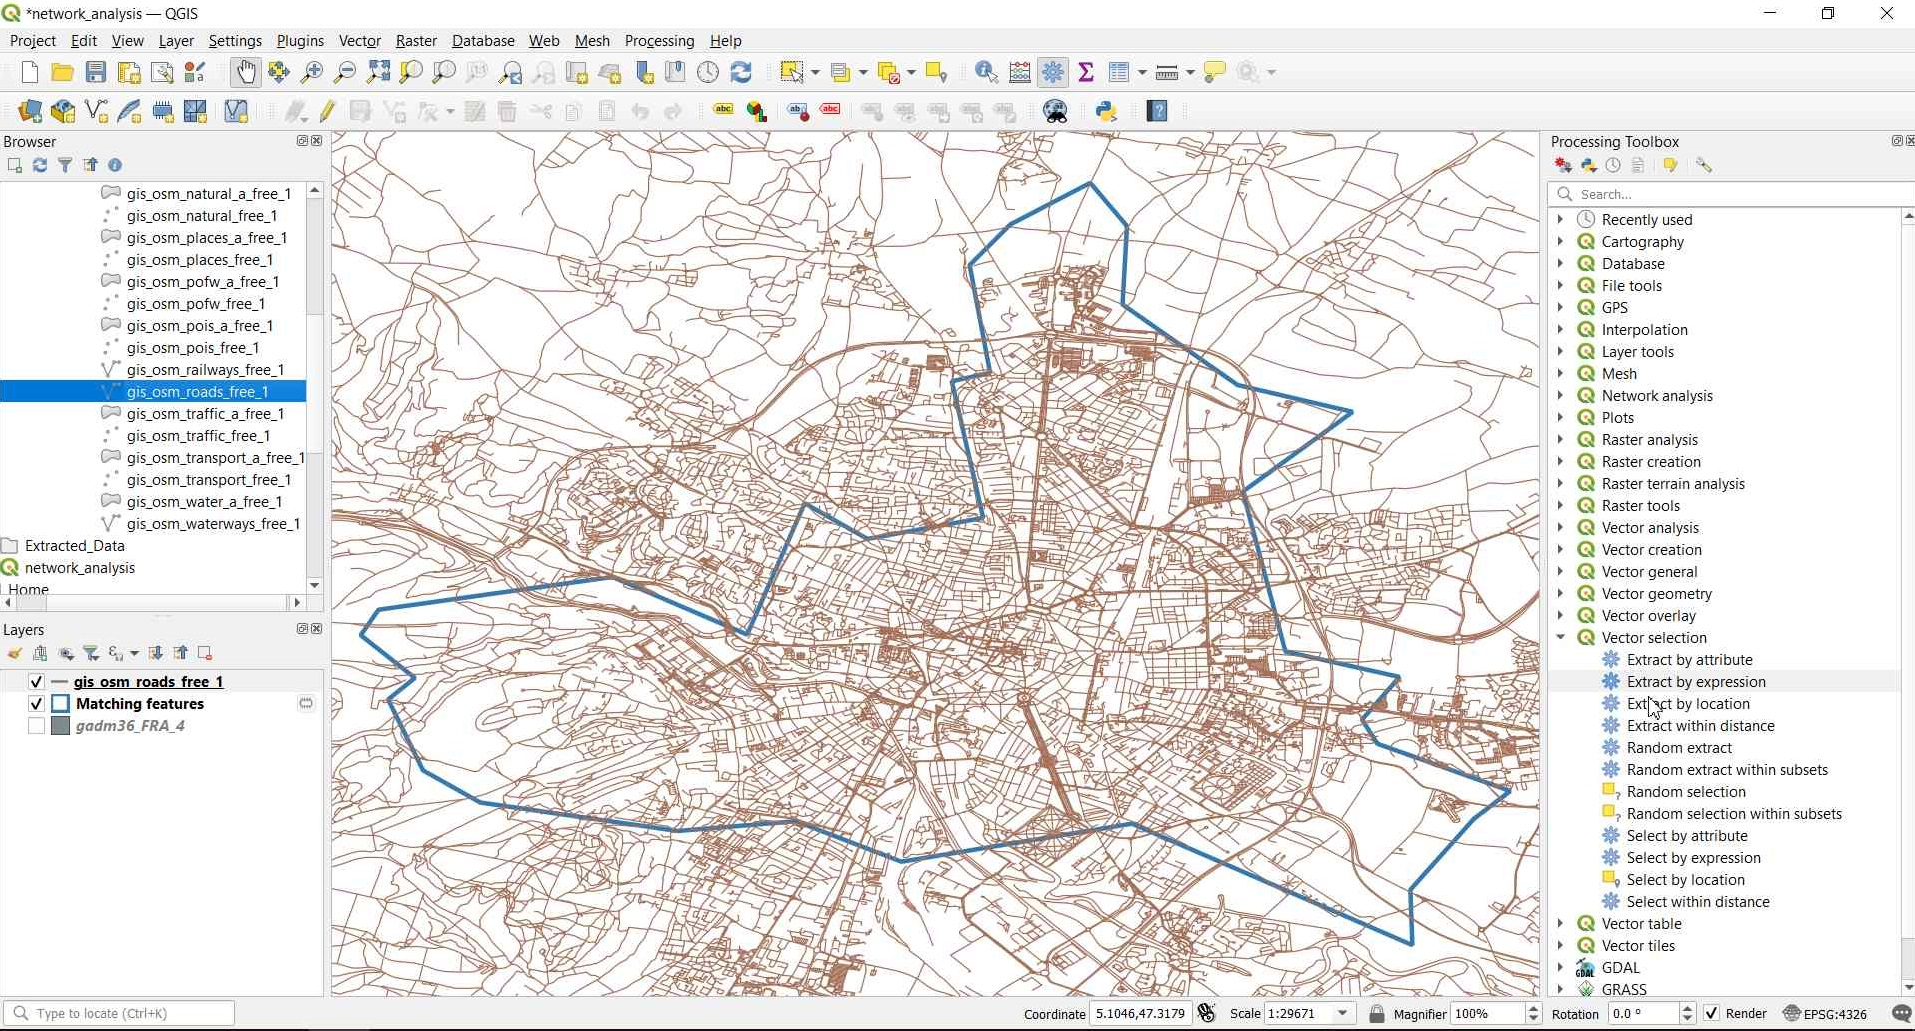 *network_analysis — QGIS
Project Edit View Layer Settings Plugins Vector Raster Database Web Mesh Processing Help
abc abc abc
Browser
gis_osm_natural_a_free_1
gis_osm_natural_free_1
gis_osm_places_a_free_1
gis_osm_places_free_1
gis_osm_pofw_a_free_1
gis_osm_pofw_free_1
gis_osm_pois_a_free_1
gis_osm_pois_free_1
gis_osm_railways_free_1
gis_osm_roads_free_1
gis_osm_traffic_a_free_1
gis_osm_traffic_free_1
gis_osm_transport_a_free_1
gis_osm_transport_free_1
gis_osm_water_a_free_1
gis_osm_waterways_free_1
Extracted_Data
network_analysis
Home
Layers
gis_osm_roads_free_1
Matching features
gadm36_FRA_4
Processing Toolbox
Search...
Recently used
Cartography
Database
File tools
GPS
Interpolation
Layer tools
Mesh
Network analysis
Plots
Raster analysis
Raster creation
Raster terrain analysis
Raster tools
Vector analysis
Vector creation
Vector general
Vector geometry
Vector overlay
Vector selection
Extract by attribute
Extract by expression
Extract by location
Extract within distance
Random extract
Random extract within subsets
Random selection
Random selection within subsets
Select by attribute
Select by expression
Select by location
Select within distance
Vector table
Vector tiles
GDAL
GRASS
Type to locate (Ctrl+K) Coordinate 5.1046,47.3179 Scale 1:29671 Magnifier 100% Rotation 0.0 ° Render EPSG:4326